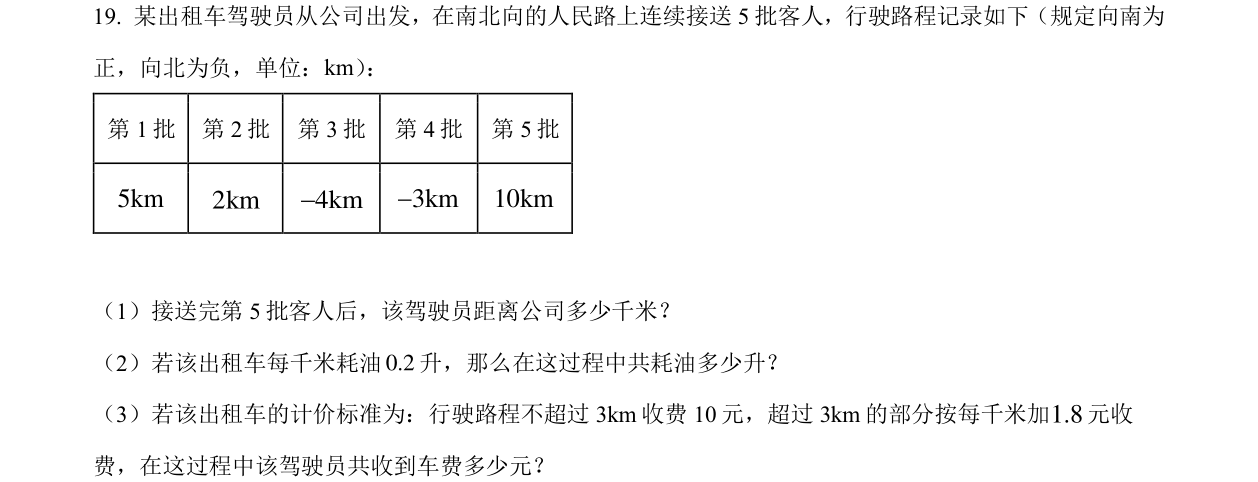 19. 某出租车驾驶员从公司出发，在南北向的人民路上连续接送 5 批客人，行驶路程记录如下（规定向南为
正，向北为负，单位：km）：
第 1 批 第 2 批 第 3 批 第 4 批 第 5 批
5km 2km −4km −3km 10km
（1）接送完第 5 批客人后，该驾驶员距离公司多少千米？
（2）若该出租车每千米耗油 0.2 升，那么在这过程中共耗油多少升？
（3）若该出租车的计价标准为：行驶路程不超过 3km 收费 10 元，超过 3km 的部分按每千米加1.8 元收
费，在这过程中该驾驶员共收到车费多少元？